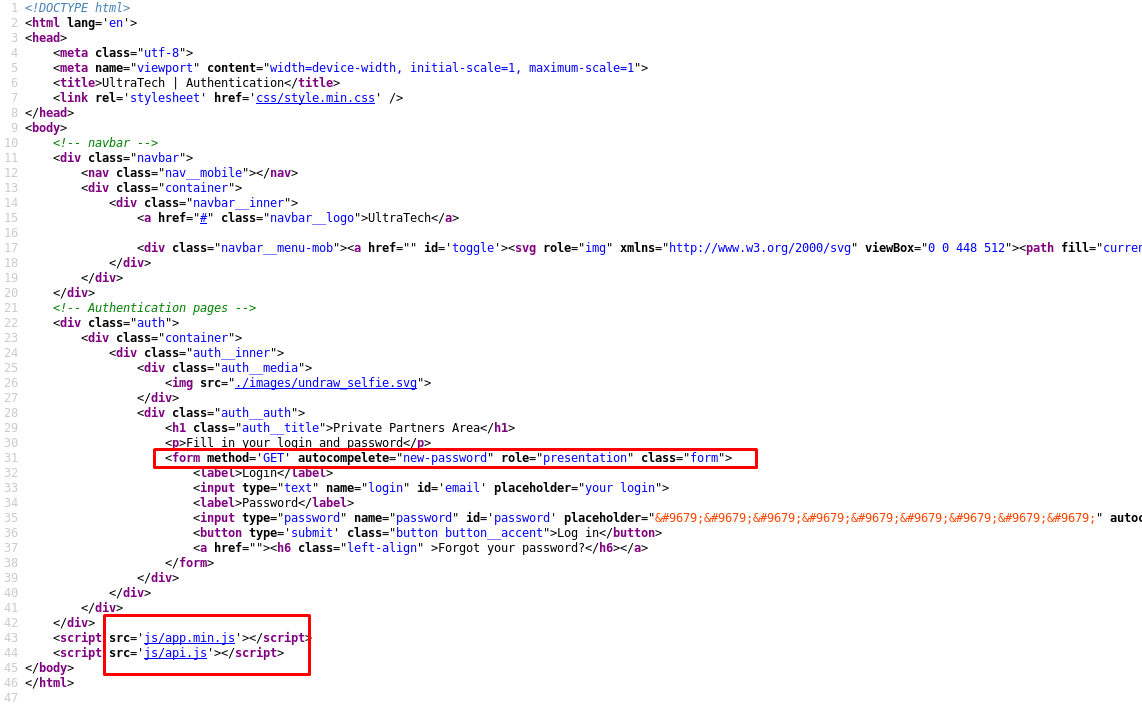 1 <!DOCTYPE html>
2 <html lang='en'>
3 <head>
4 <meta class="utf-8">
5 <meta name="viewport" content="width=device-width, initial-scale=1, maximum-scale=1">
6 <title>UltraTech | Authentication</title>
7 <link rel='stylesheet' href='css/style.min.css' />
8 </head>
9 <body>
10 <!-- navbar -->
11 <div class="navbar">
12 <nav class="nav__mobile"></nav>
13 <div class="container">
14 <div class="navbar__inner">
15 <a href="#" class="navbar__logo">UltraTech</a>
16
17 <div class="navbar__menu-mob"><a href="" id='toggle'><svg role="img" xmlns="http://www.w3.org/2000/svg" viewBox="0 0 448 512"><path fill="curren
18 </div>
19 </div>
20 </div>
21 <!-- Authentication pages -->
22 <div class="auth">
23 <div class="container">
24 <div class="auth__inner">
25 <div class="auth__media">
26 <img src="./images/undraw_selfie.svg">
27 </div>
28 <div class="auth__auth">
29 <h1 class="auth__title">Private Partners Area</h1>
30 <p>Fill in your login and password</p>
31 <form method='GET' autocompelete="new-password" role="presentation" class="form">
32 <label>Login</label>
33 <input type="text" name="login" id='email' placeholder="your login">
34 <label>Password</label>
35 <input type="password" name="password" id='password' placeholder="&#9679;&#9679;&#9679;&#9679;&#9679;&#9679;&#9679;&#9679;&#9679;" autoc
36 <button type='submit' class="button button__accent">Log in</button>
37 <a href=""><h6 class="left-align" >Forgot your password?</h6></a>
38 </form>
39 </div>
40 </div>
41 </div>
42 </div>
43 <script src='js/app.min.js'></script>
44 <script src='js/api.js'></script>
45 </body>
46 </html>
47